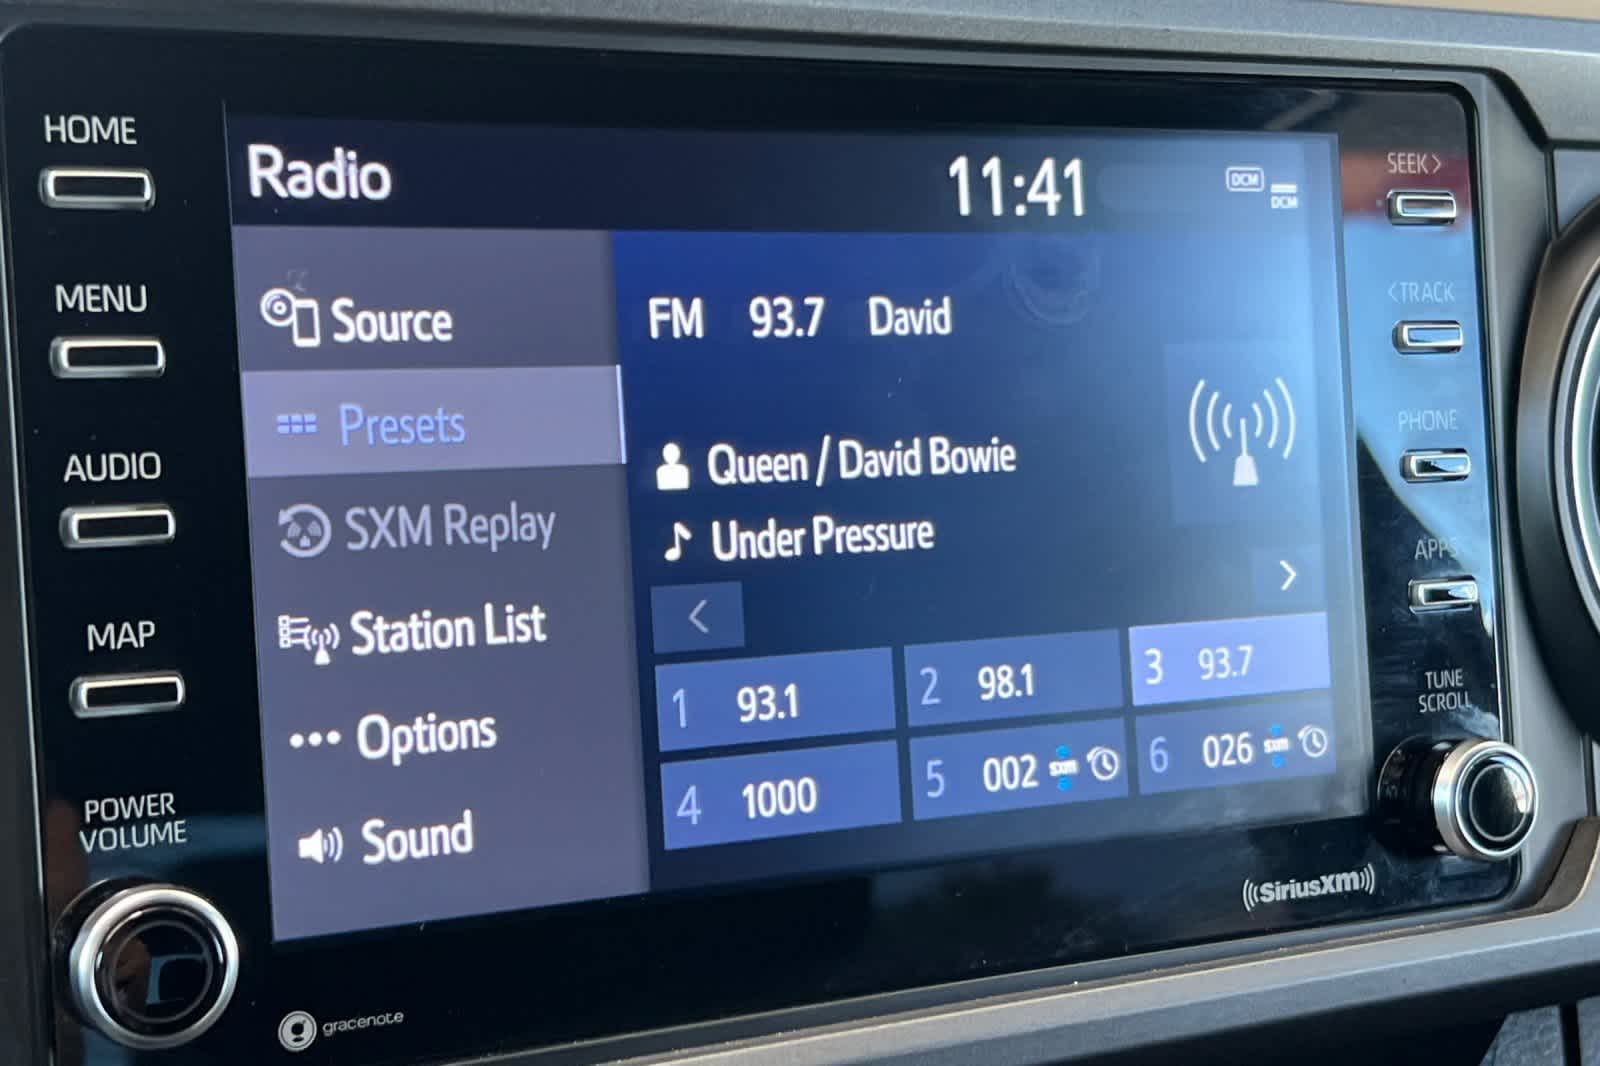 HOME
MENU
AUDIO
MAP
POWER
VOLUME
Radio
11:41
DCM
DCM
Source
Presets
SXM Replay
Station List
Options
Sound
FM 93.7 David
Queen / David Bowie
Under Pressure
<
>
1 93.1
2 98.1
3 93.7
4 1000
5 002 sxm
6 026 sxm
SEEK>
<TRACK
PHONE
APPS
TUNE
SCROLL
SiriusXM
gracenote